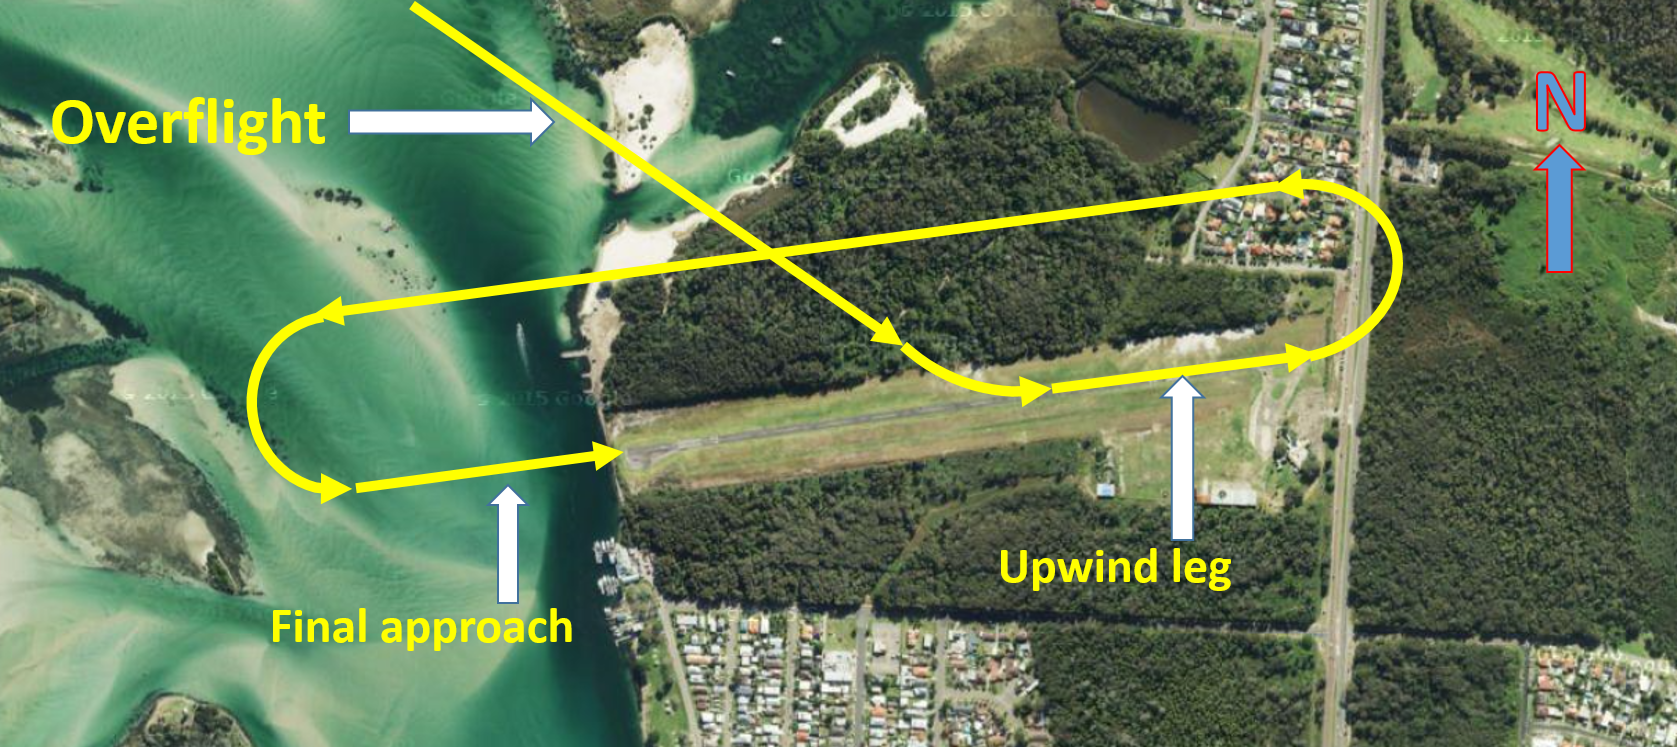 N
Overflight
Upwind leg
Final approach